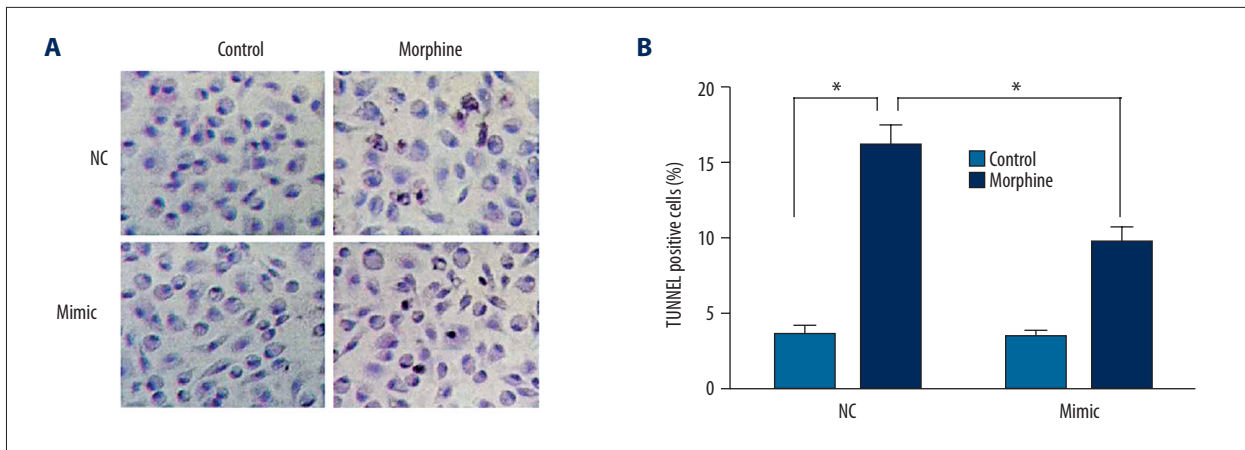 A
Control
Morphine
NC
Mimic
B
TUNNEL positive cells (%)
20
15
10
5
0
*
*
Control
Morphine
NC
Mimic